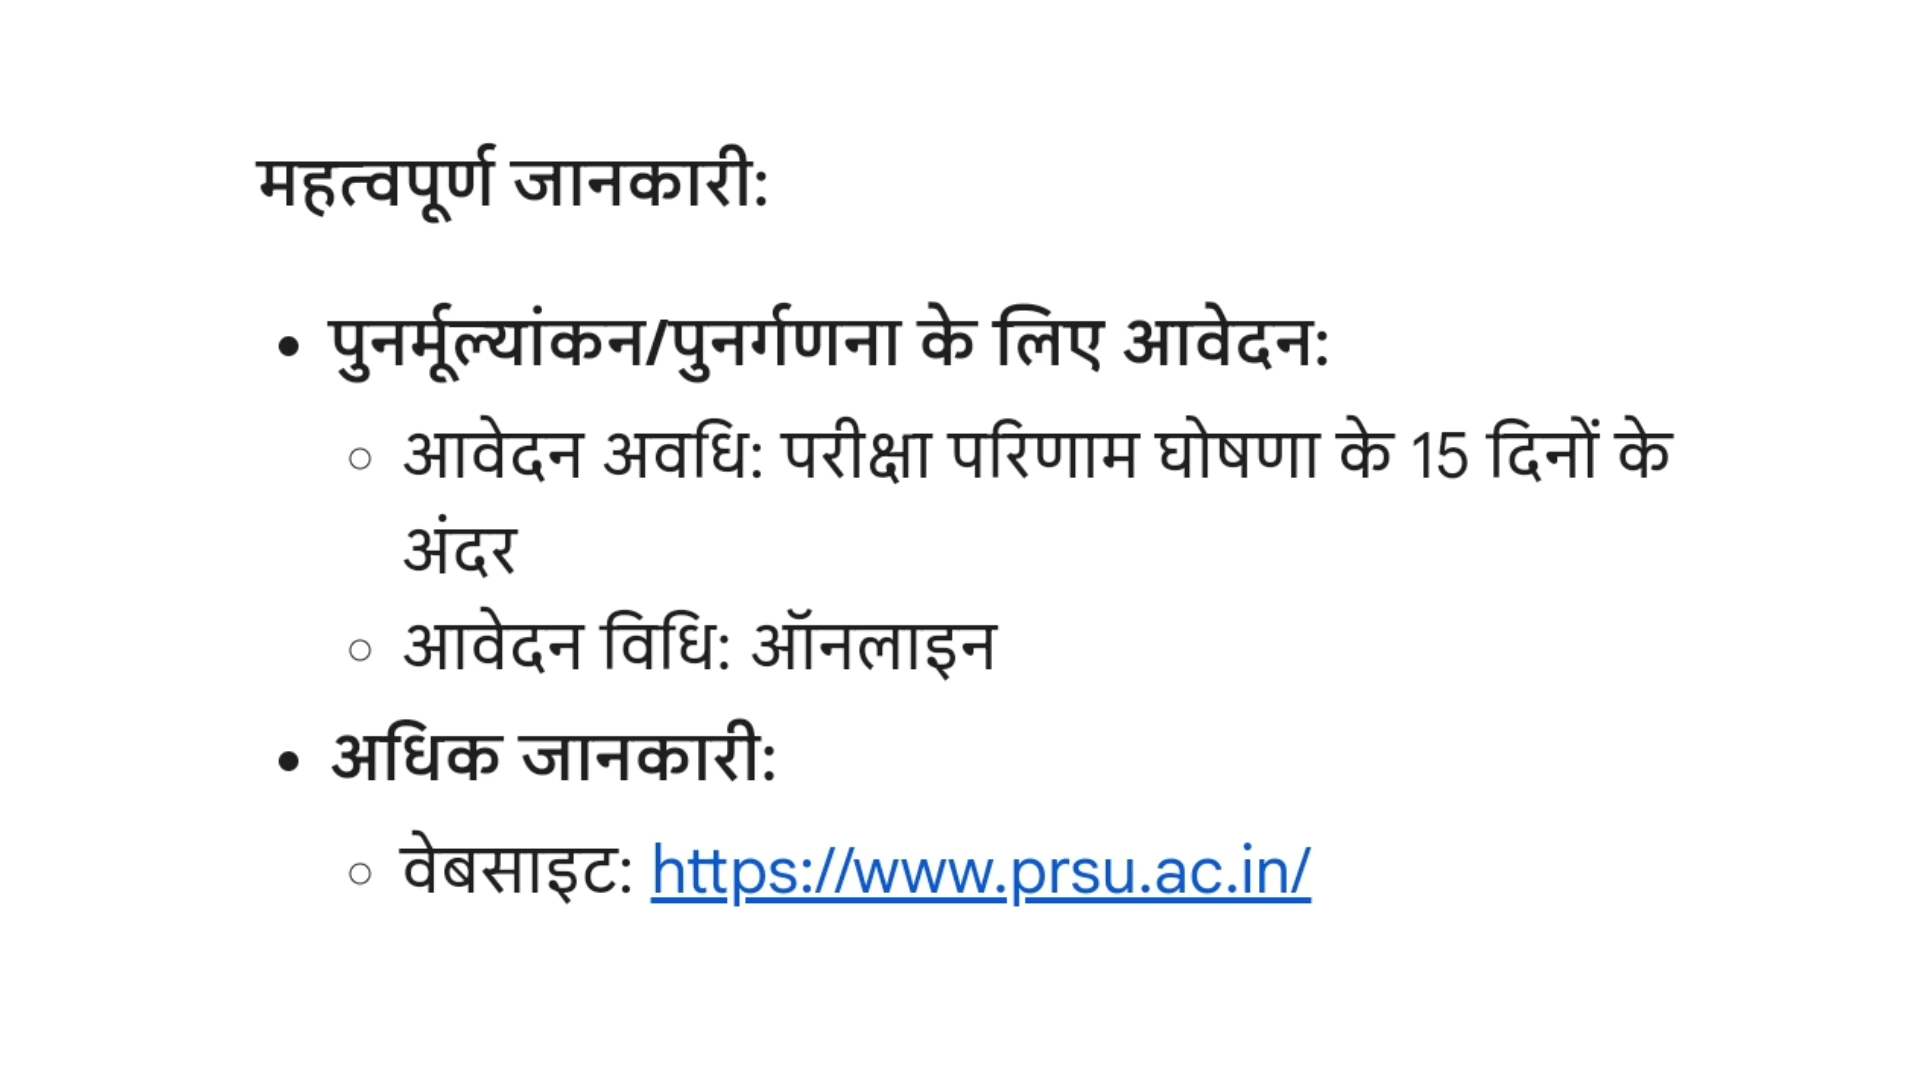 महत्वपूर्ण जानकारी:
• पुनर्मूल्यांकन/पुनर्गणना के लिए आवेदन:
○ आवेदन अवधि: परीक्षा परिणाम घोषणा के 15 दिनों के
अंदर
○ आवेदन विधि: ऑनलाइन
• अधिक जानकारी:
○ वेबसाइट: https://www.prsu.ac.in/